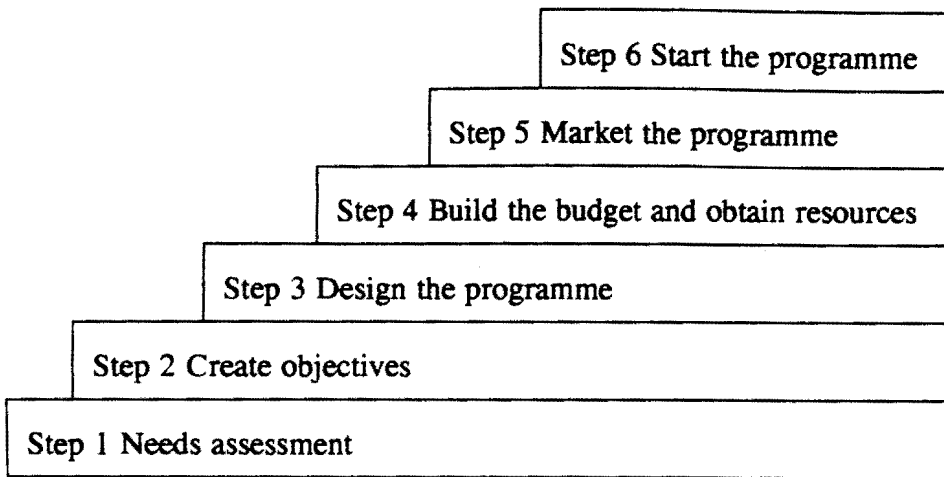 Step 6 Start the programme
Step 5 Market the programme
Step 4 Build the budget and obtain resources
Step 3 Design the programme
Step 2 Create objectives
Step 1 Needs assessment